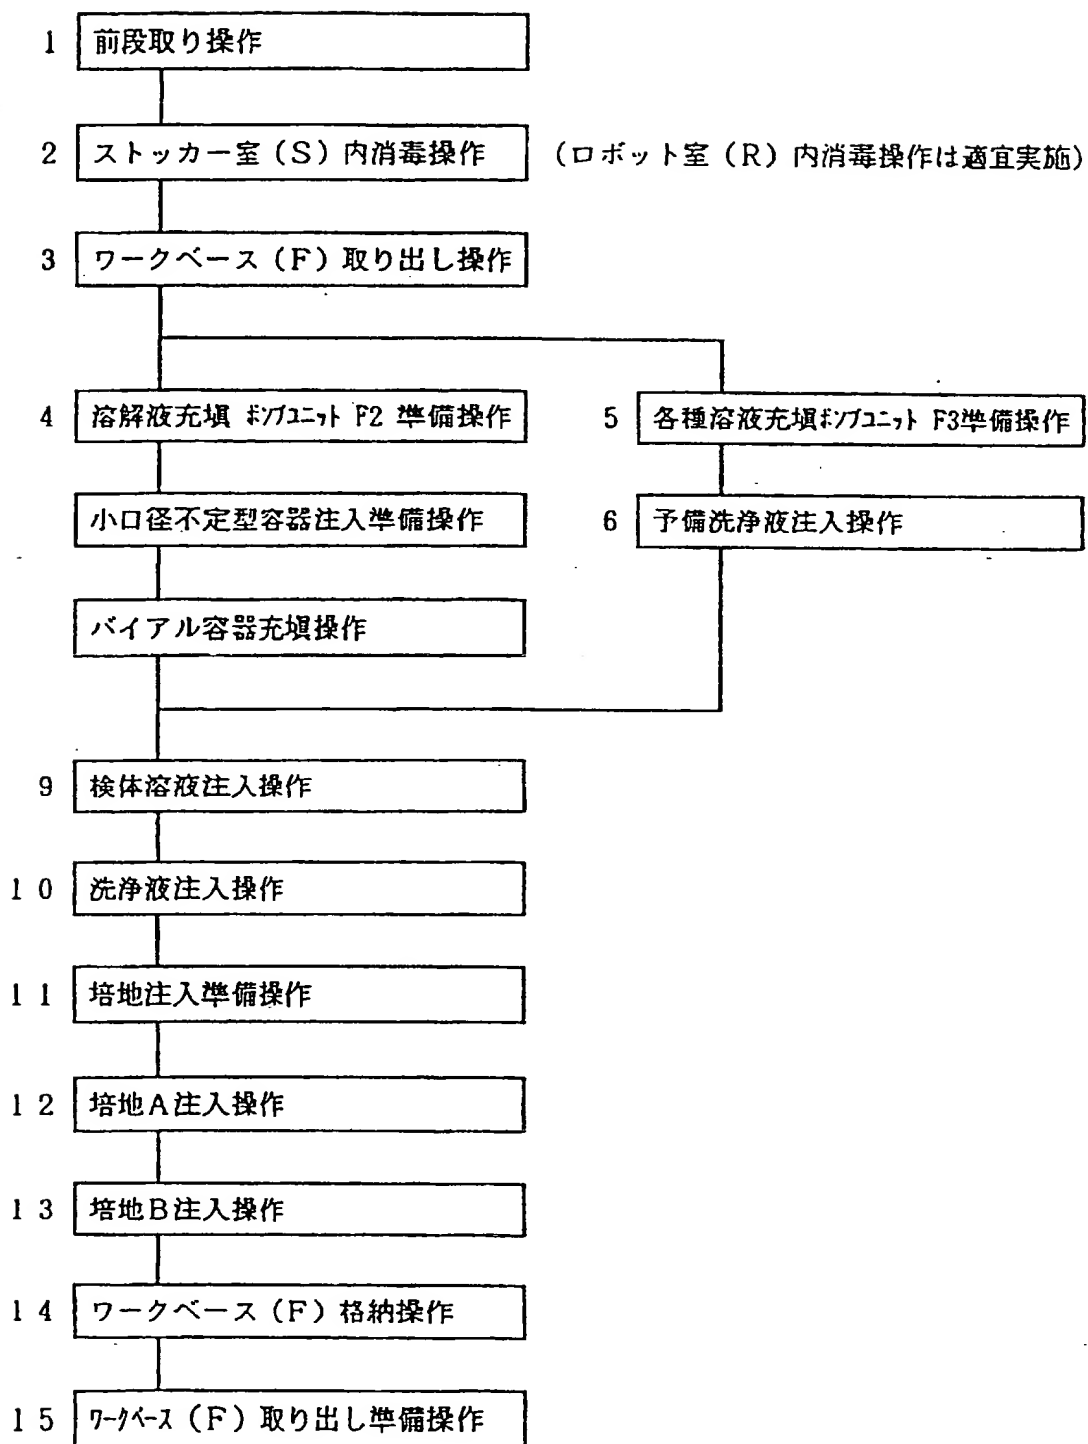 1 前段取り操作
2 ストッカー室(S)内消毒操作 (ロボット室(R)内消毒操作は適宜実施)
3 ワークベース(F)取り出し操作
4 溶解液充填 ポンプユニット F2 準備操作
5 各種溶液充填ポンプユニット F3準備操作
小口径不定型容器注入準備操作
6 予備洗浄液注入操作
バイアル容器充填操作
9 検体溶液注入操作
10 洗浄液注入操作
11 培地注入準備操作
12 培地A注入操作
13 培地B注入操作
14 ワークベース(F)格納操作
15 ワークベース(F)取り出し準備操作